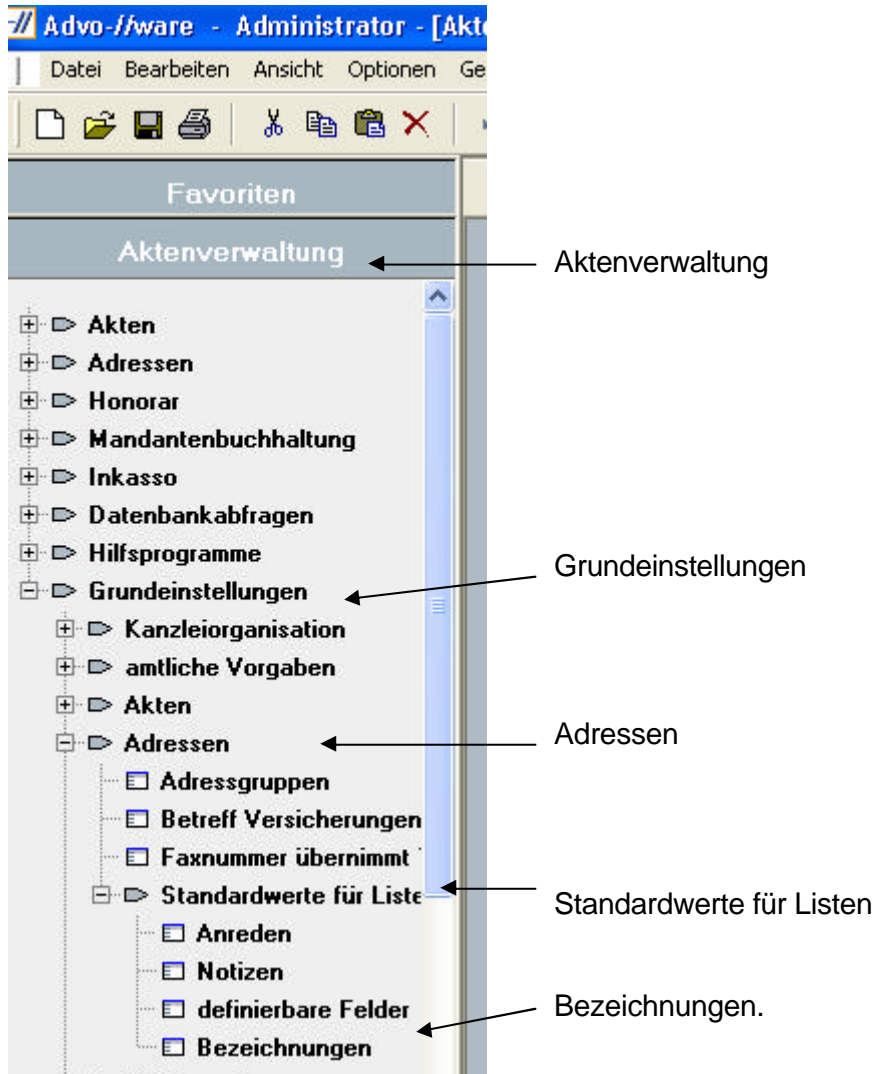 Advo-//ware - Administrator - [Akt
Datei Bearbeiten Ansicht Optionen Ge
Favoriten
Aktenverwaltung
Aktenverwaltung
Akten
Adressen
Honorar
Mandantenbuchhaltung
Inkasso
Datenbankabfragen
Hilfsprogramme
Grundeinstellungen
Grundeinstellungen
Kanzleiorganisation
amtliche Vorgaben
Akten
Adressen
Adressen
Adressgruppen
Betreff Versicherungen
Faxnummer übernimmt
Standardwerte für Liste
Standardwerte für Listen
Anreden
Notizen
definierbare Felder
Bezeichnungen.
Bezeichnungen